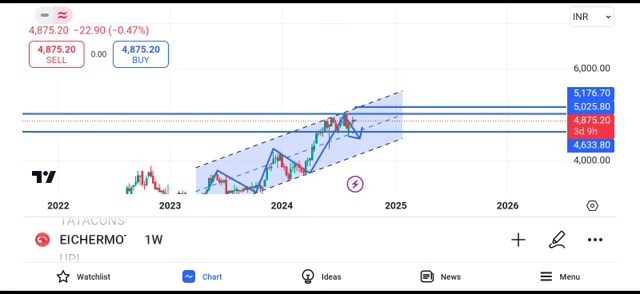 INR
4,875.20 −22.90 (−0.47%)
4,875.20 SELL
0.00
4,875.20 BUY
6,000.00
5,176.70
5,025.80
4,875.20
3d 9h
4,633.80
4,000.00
2022 2023 2024 2025 2026
TATACONS
EICHERMOT 1W
UPL
Watchlist Chart Ideas News Menu